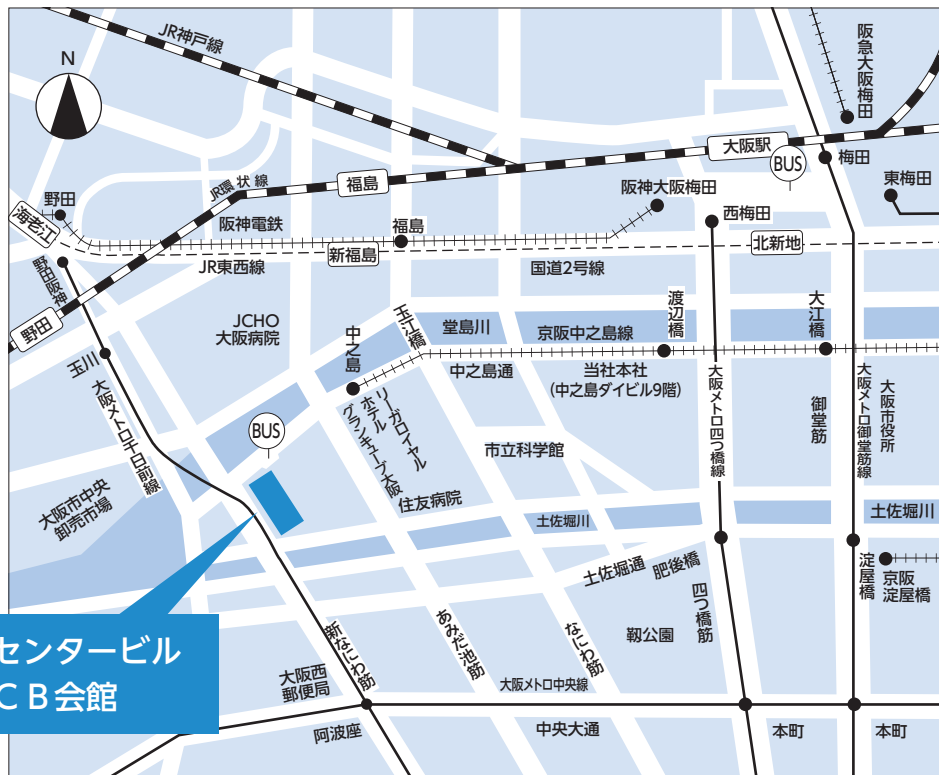 N
JR神戸線
阪急大阪梅田
大阪駅
BUS
梅田
東梅田
JR環状線
福島
野田
海老江
阪神電鉄
福島
阪神大阪梅田
西梅田
北新地
新福島
JR東西線
国道2号線
野田阪神
野田
JCHO
大阪病院
中之島
玉江橋
堂島川
京阪中之島線
渡辺橋
大江橋
玉川
中之島通
当社本社
(中之島ダイビル9階)
大阪メトロ四つ橋線
大阪メトロ御堂筋線
大阪市役所
御堂筋
大阪メトロ千日前線
リーガロイヤル
ホテル
グランキューブ大阪
BUS
市立科学館
大阪市中央
卸売市場
住友病院
土佐堀川
土佐堀川
土佐堀通
肥後橋
淀屋橋
京阪
淀屋橋
四つ橋筋
靱公園
センタービル
CB会館
新なにわ筋
あみだ池筋
なにわ筋
大阪西
郵便局
大阪メトロ中央線
阿波座
中央大通
本町
本町